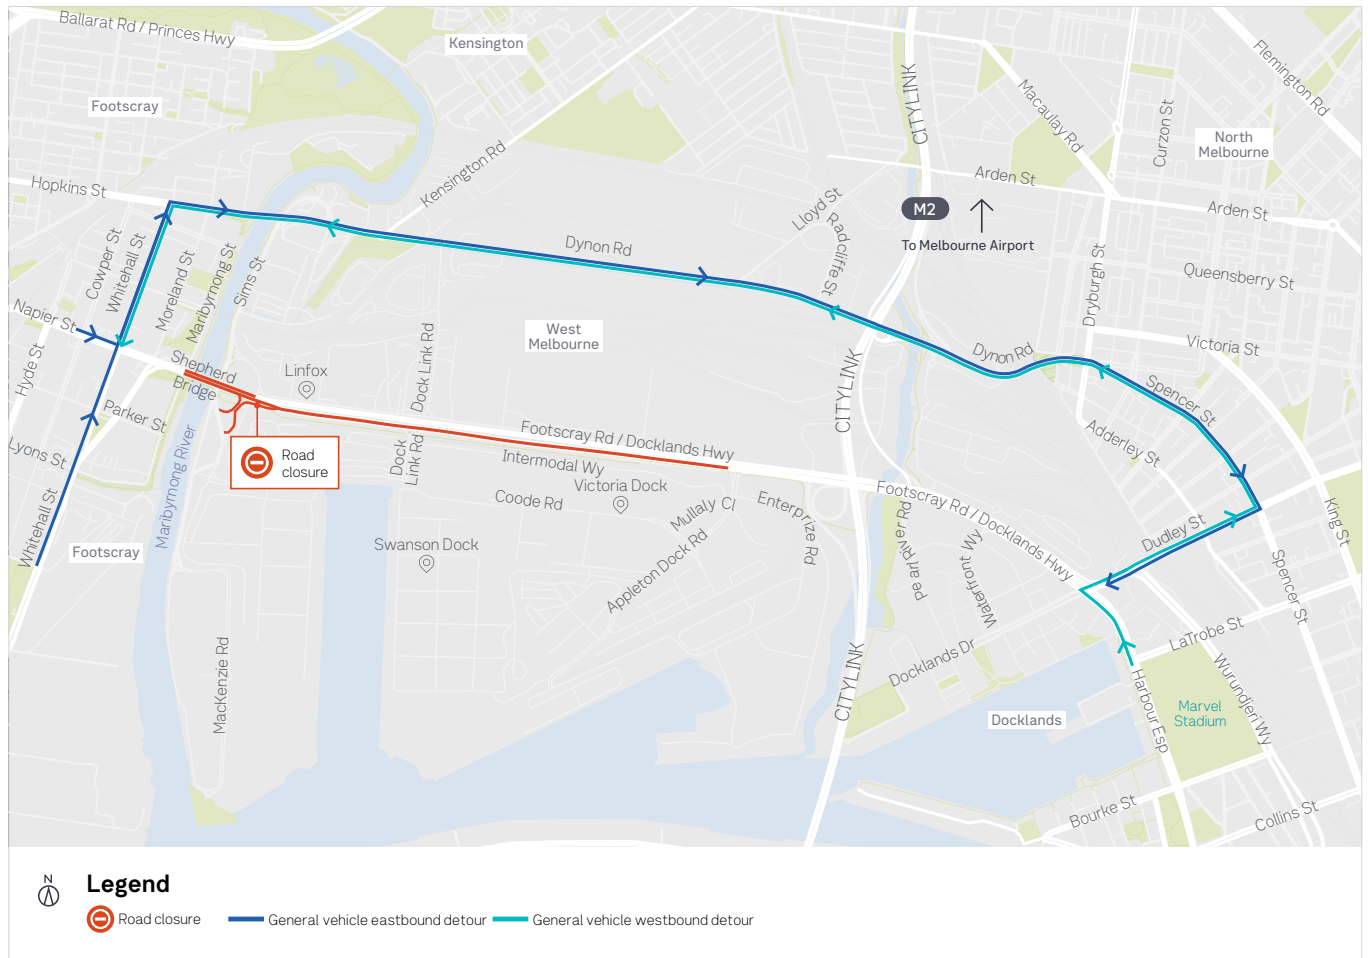 Ballarat Rd / Princes Hwy
Kensington
Footscray
CITYLINK
Flemington Rd
Macaulay Rd
Curzon St
North
Melbourne
Kensington Rd
Hopkins St
Arden St
Lloyd St
M2
Arden St
To Melbourne Airport
Radcliffe St
Dynon Rd
Cowper St
Whitehall St
Moreland St
Maribyrnong St
Sims St
Dryburgh St
Queensberry St
Napier St
West
Melbourne
Victoria St
Hyde St
Shepherd
Bridge
Linfox
Dock Link Rd
CITYLINK
Dynon Rd
Spencer St
Parker St
Footscray Rd / Docklands Hwy
Adderley St
Lyons St
Road
closure
Dock
Link Rd
Intermodal Wy
Victoria Dock
Coode Rd
Mullaly Cl
Enterprize Rd
Footscray Rd / Docklands Hwy
King St
Whitehall St
Maribyrnong River
Footscray
Swanson Dock
Appleton Dock Rd
Pearl River Rd
Waterfront Wy
Dudley St
Spencer St
MacKenzie Rd
CITYLINK
Docklands Dr
LaTrobe St
Wurundjeri Wy
Harbour Esp
Marvel
Stadium
Docklands
Bourke St
Collins St
N
Legend
Road closure
General vehicle eastbound detour
General vehicle westbound detour